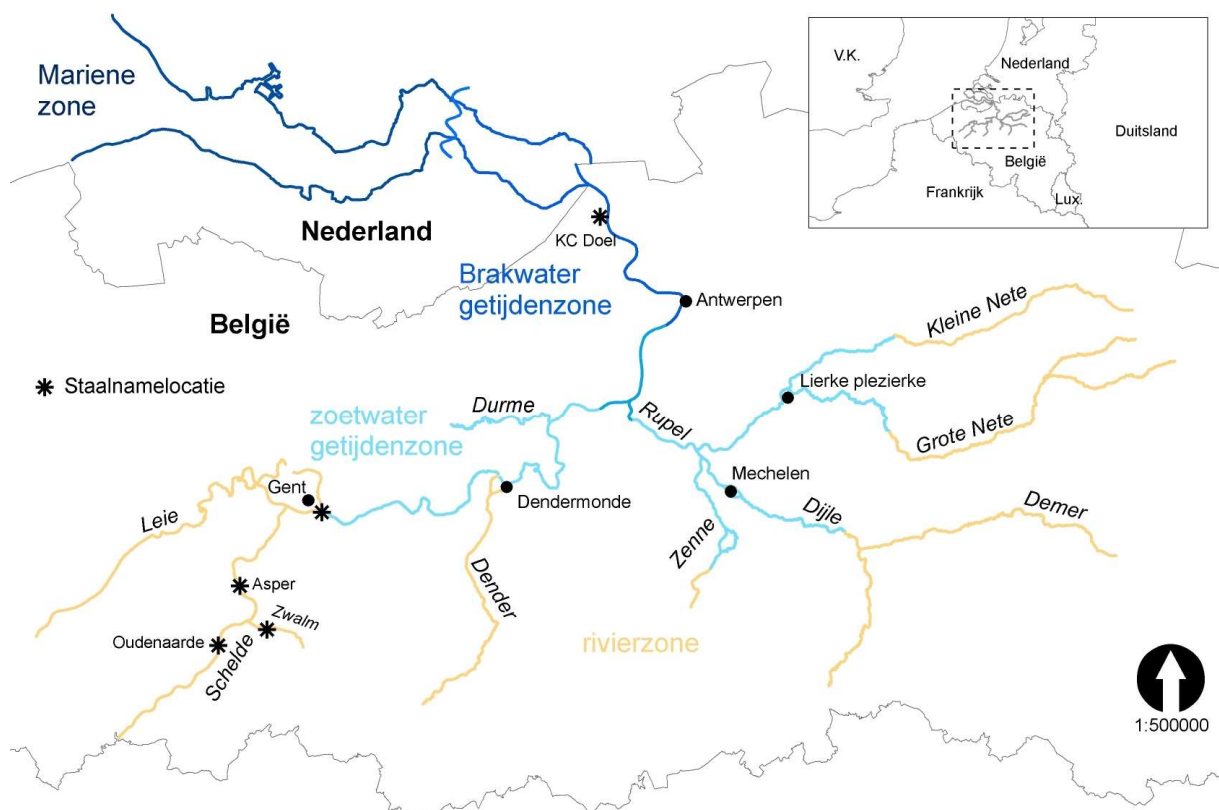 Mariene
zone
V.K.
Nederland
Duitsland
België
Frankrijk
Lux.
Nederland
KC Doel
Brakwater
getijdenzone
Antwerpen
België
Kleine Nete
Staalnamelocatie
Lierke plezierke
Durme
zoetwater
getijdenzone
Rupel
Grote Nete
Gent
Mechelen
Dendermonde
Leie
Dijle
Demer
Zenne
Asper
Dender
Zwalm
Oudenaarde
Schelde
rivierzone
1:500000